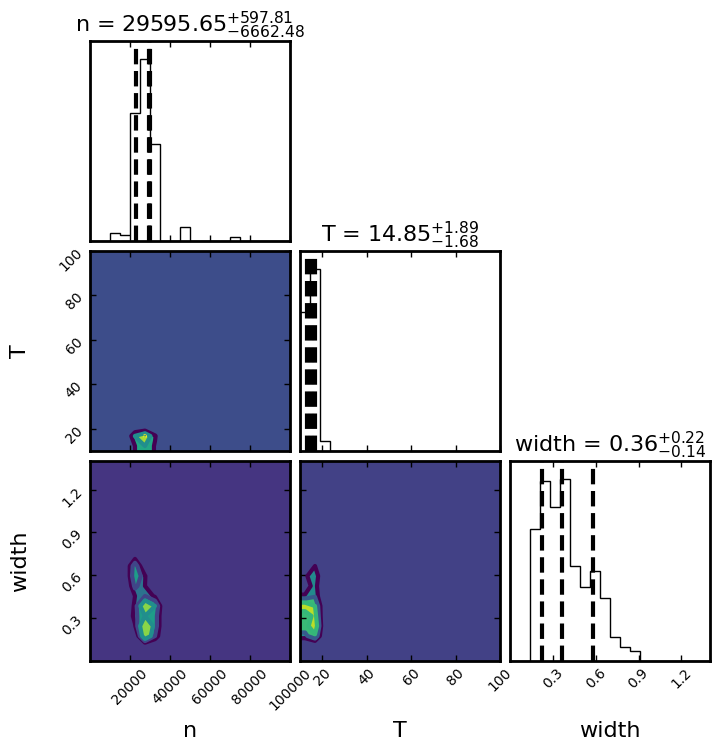 n = 29595.65+597.81−6662.48
T = 14.85+1.89−1.68
100
80
60
40
20
T
width = 0.36+0.22−0.14
1.2
0.9
0.6
0.3
width
20000 40000 60000 80000 100000
n
20 40 60 80 100
T
0.3 0.6 0.9 1.2
width